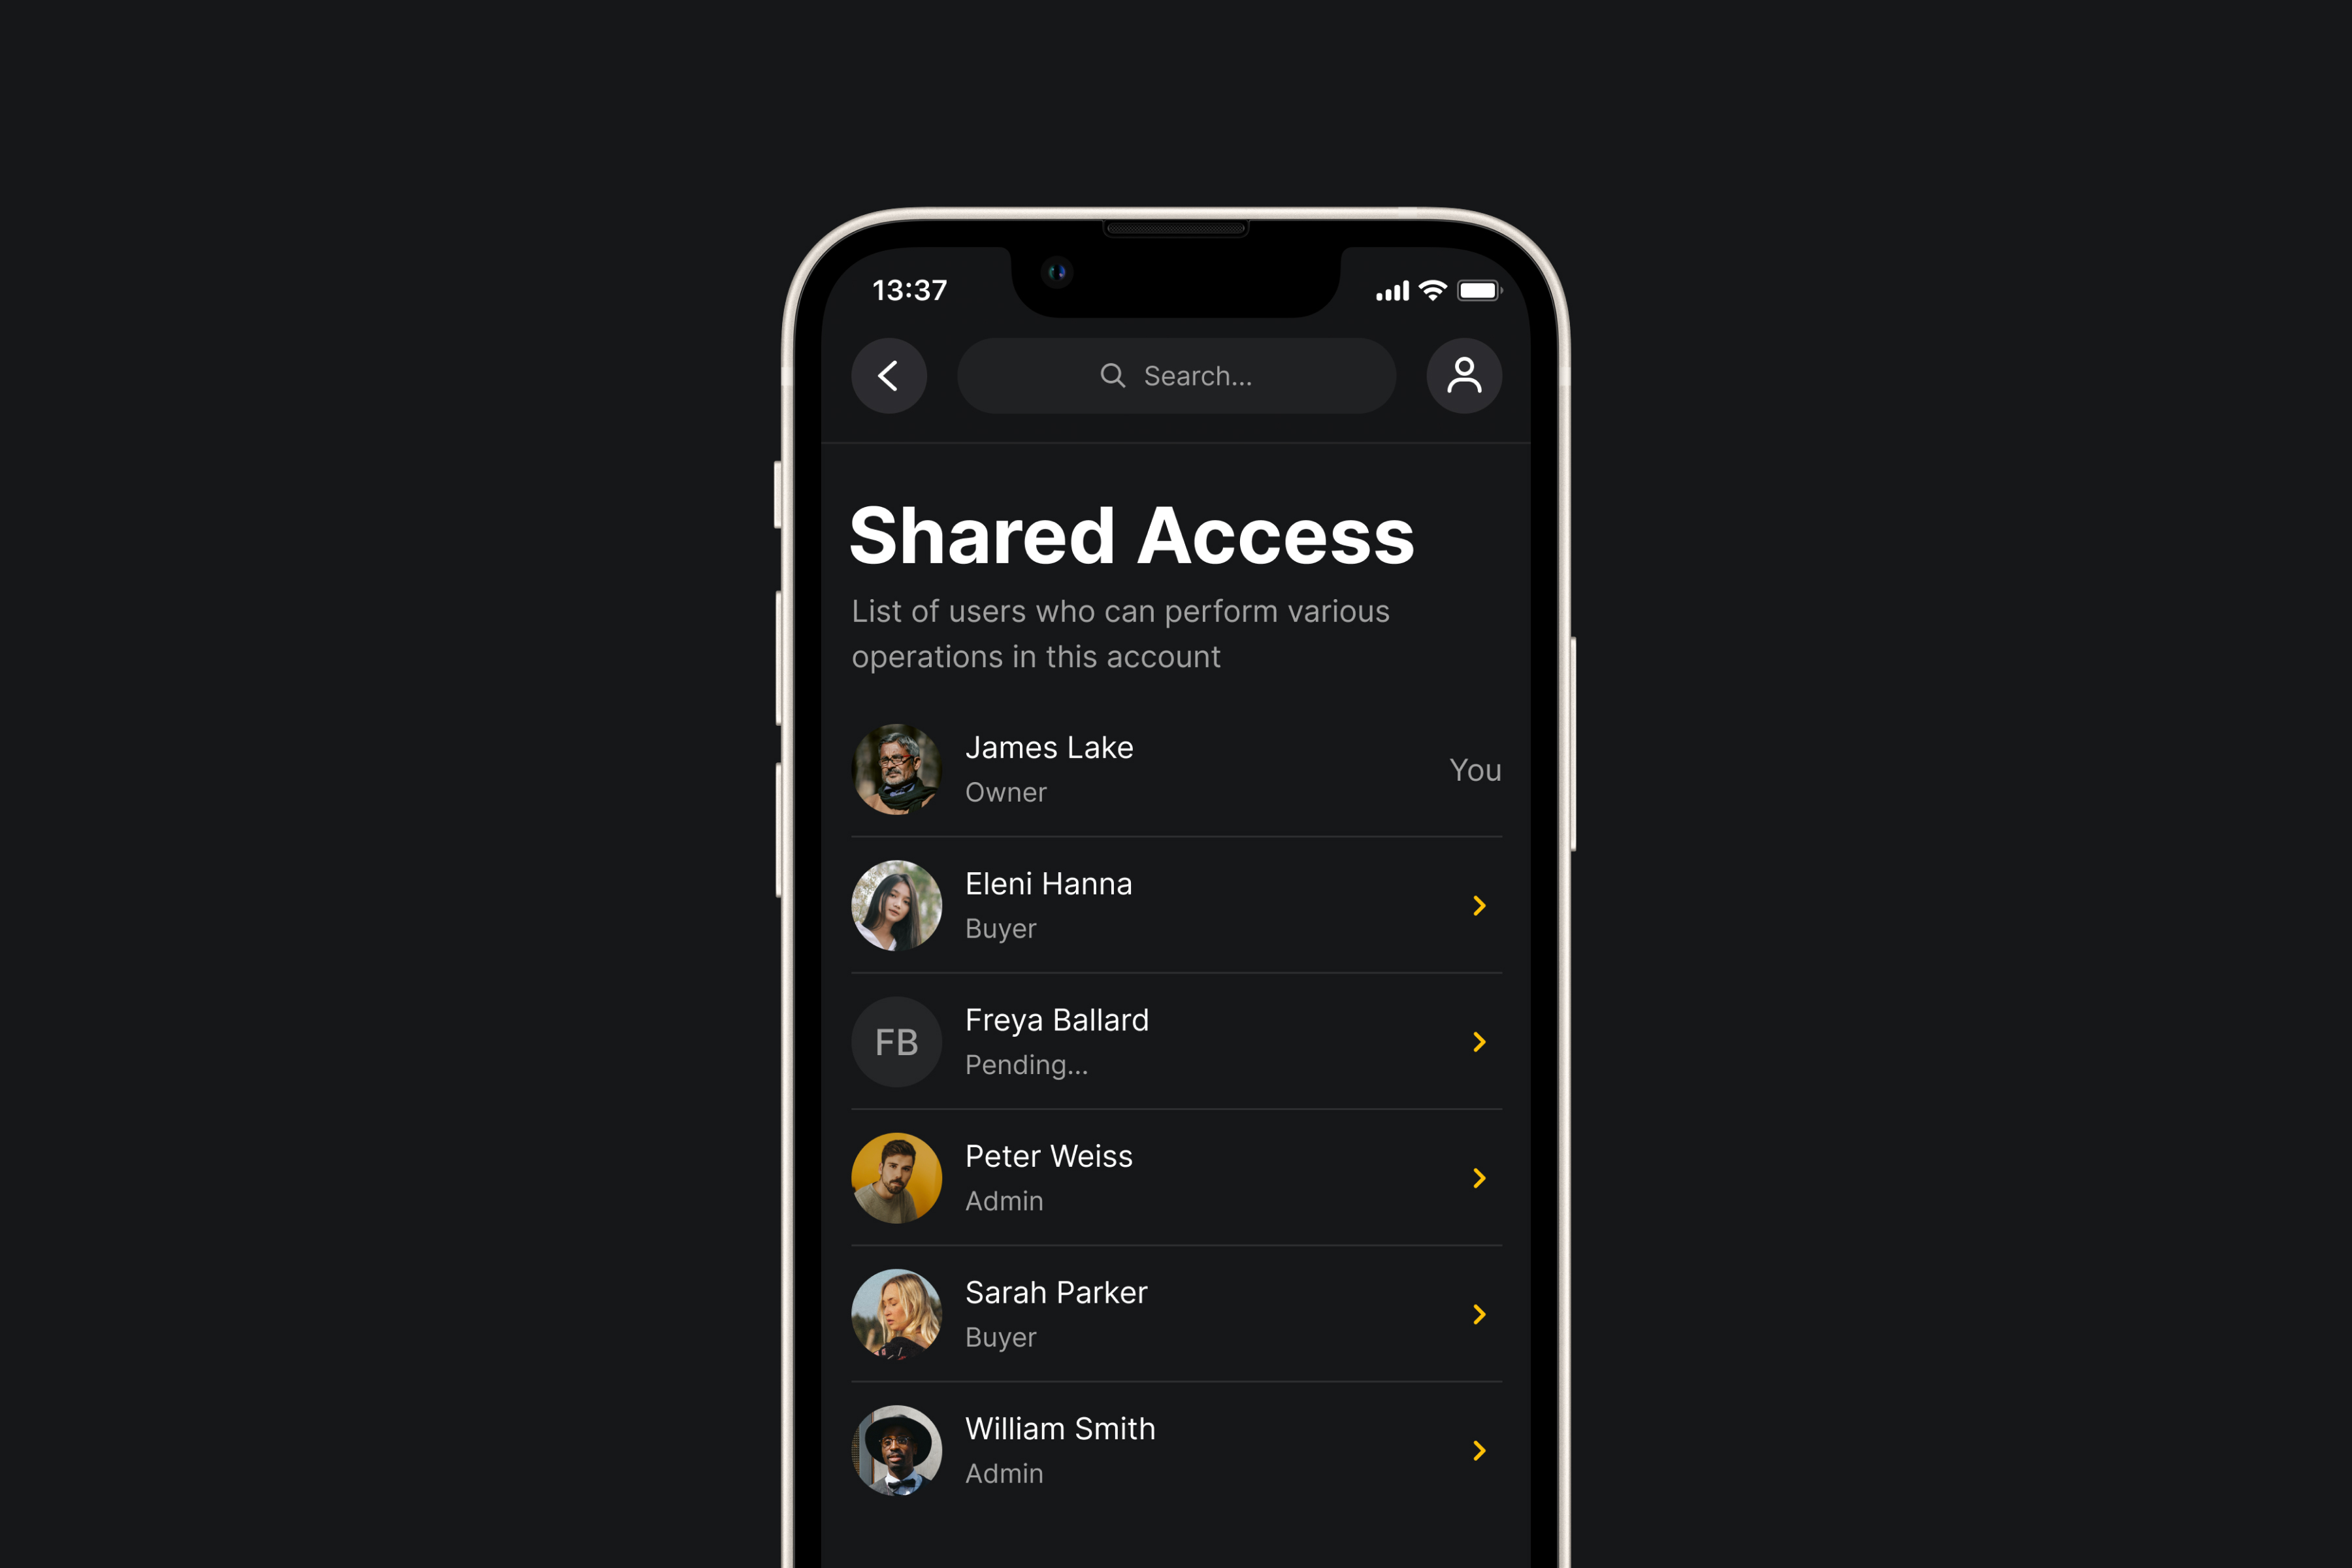 13:37
Search...
Shared Access
List of users who can perform various
operations in this account
James Lake
Owner
You
Eleni Hanna
Buyer
FB
Freya Ballard
Pending...
Peter Weiss
Admin
Sarah Parker
Buyer
William Smith
Admin